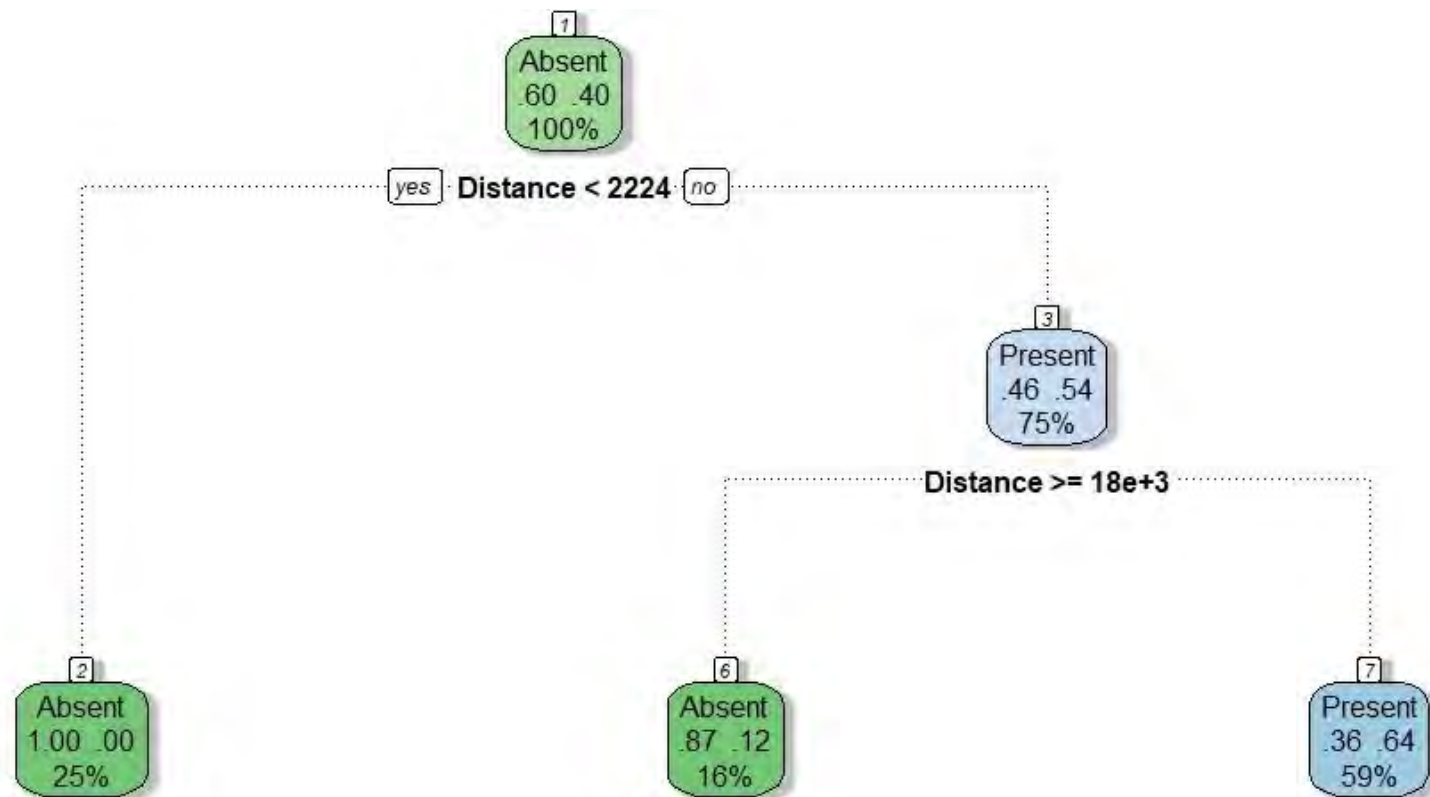 1
Absent
.60 .40
100%
yes Distance < 2224 no
3
Present
.46 .54
75%
Distance >= 18e+3
2
Absent
1.00 .00
25%
6
Absent
.87 .12
16%
7
Present
.36 .64
59%